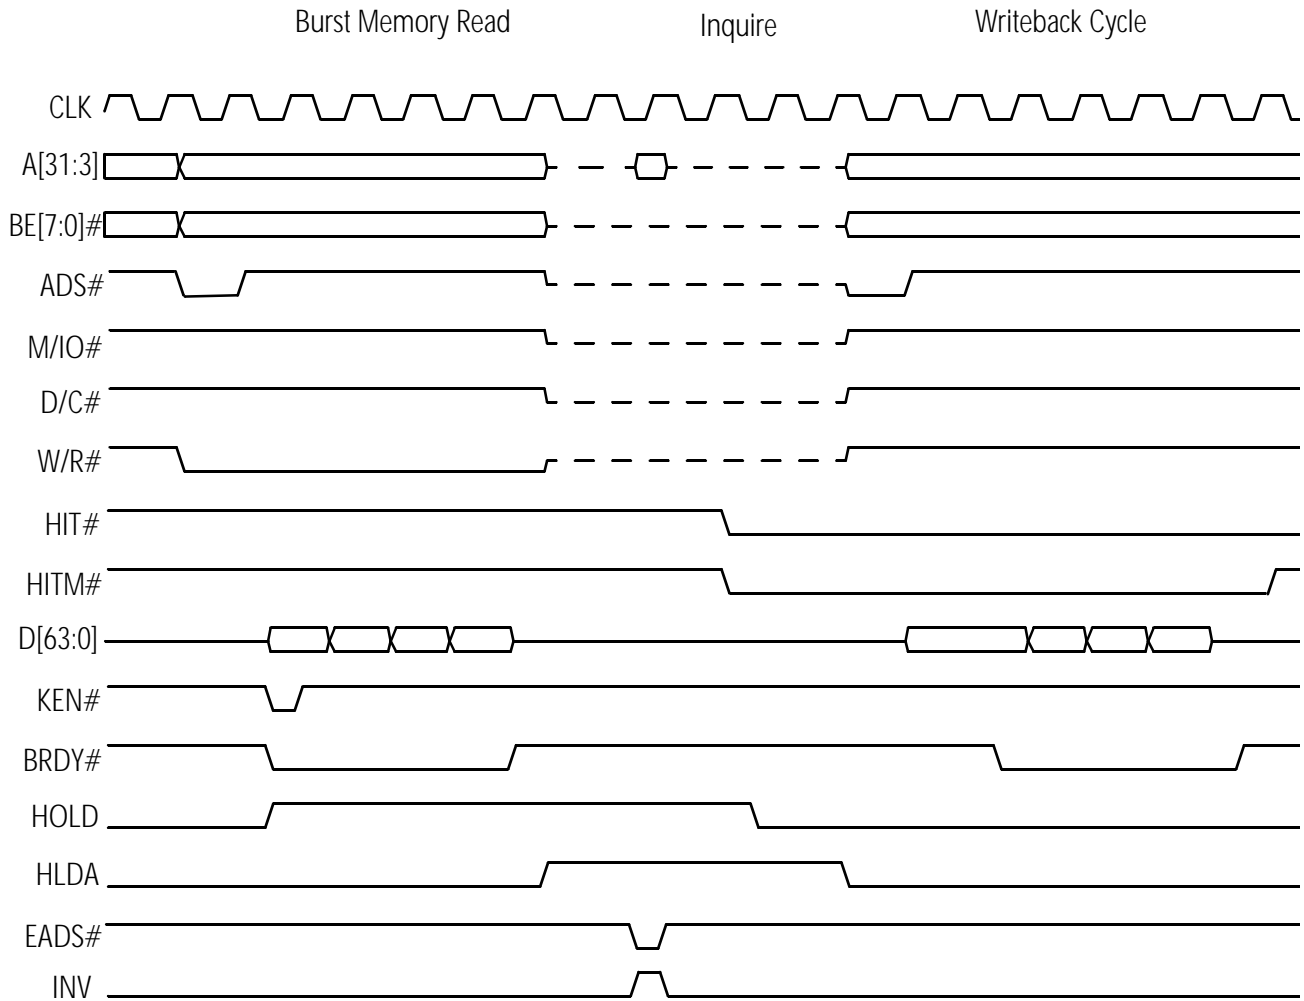 Burst Memory Read Inquire Writeback Cycle
CLK
A[31:3]
BE[7:0]#
ADS#
M/IO#
D/C#
W/R#
HIT#
HITM#
D[63:0]
KEN#
BRDY#
HOLD
HLDA
EADS#
INV